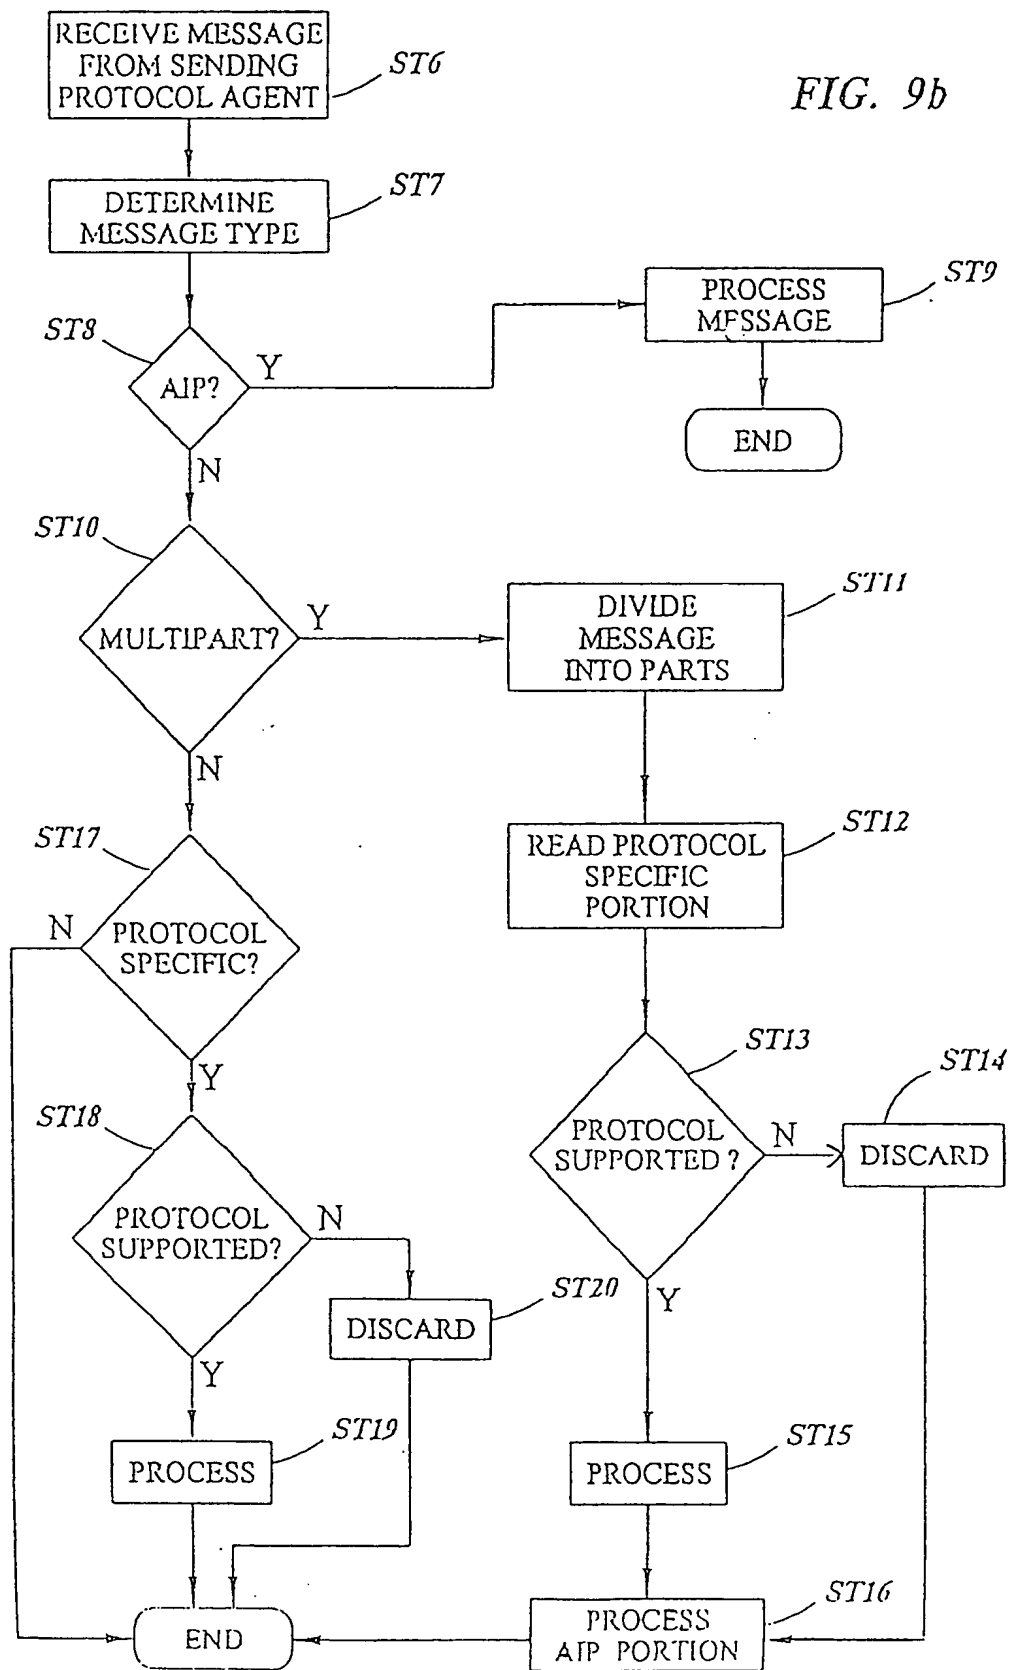 RECEIVE MESSAGE
FROM SENDING
PROTOCOL AGENT
ST6
FIG. 9b
DETERMINE
MESSAGE TYPE
ST7
ST8
AIP?
Y
N
PROCESS
MESSAGE
ST9
END
ST10
MULTIPART?
Y
N
DIVIDE
MESSAGE
INTO PARTS
ST11
READ PROTOCOL
SPECIFIC
PORTION
ST12
ST17
PROTOCOL
SPECIFIC?
N
Y
ST13
PROTOCOL
SUPPORTED ?
N
Y
ST14
DISCARD
ST18
PROTOCOL
SUPPORTED?
N
Y
ST20
DISCARD
ST19
PROCESS
ST15
PROCESS
ST16
PROCESS
AIP PORTION
END